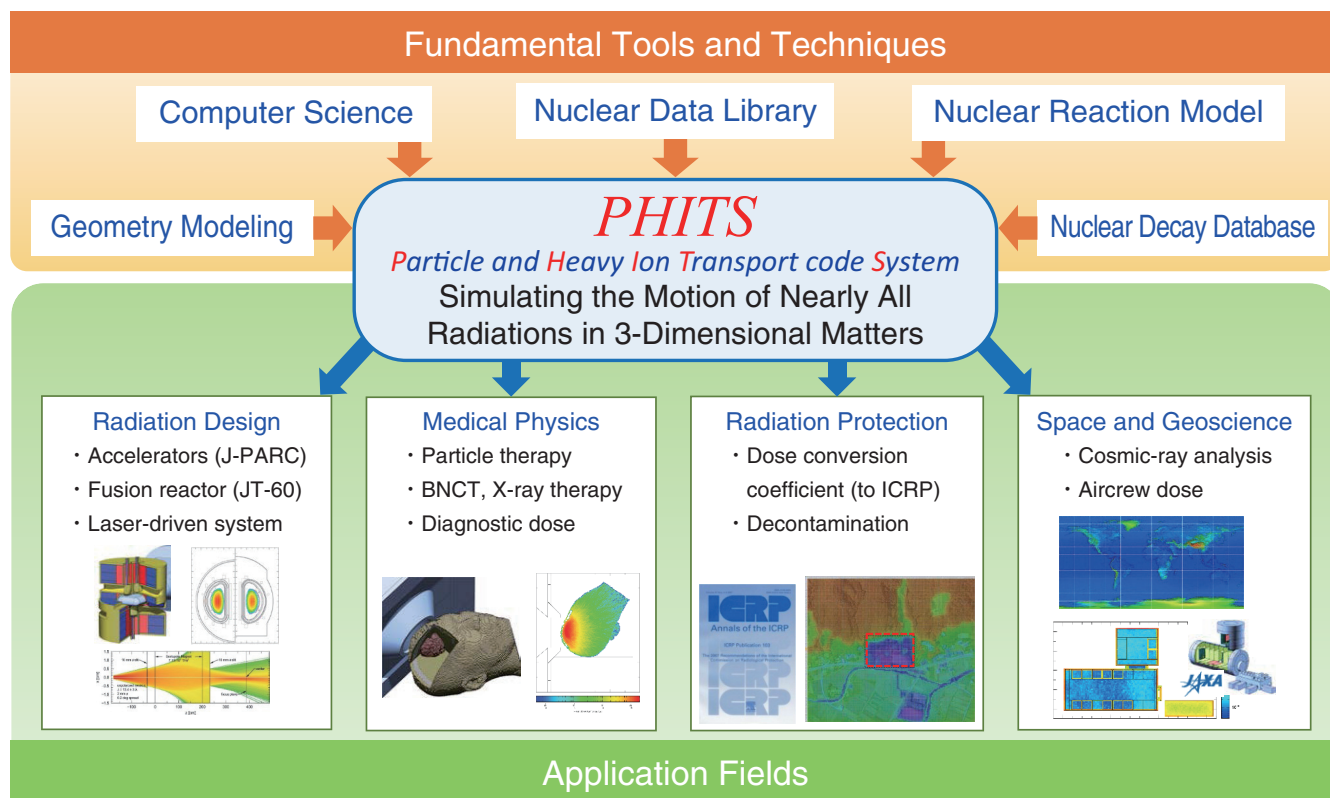 Fundamental Tools and Techniques
Computer Science
Nuclear Data Library
Nuclear Reaction Model
Geometry Modeling
Nuclear Decay Database
PHITS
Particle and Heavy Ion Transport code System
Simulating the Motion of Nearly All
Radiations in 3-Dimensional Matters
Radiation Design
・Accelerators (J-PARC)
・Fusion reactor (JT-60)
・Laser-driven system
Medical Physics
・Particle therapy
・BNCT, X-ray therapy
・Diagnostic dose
Radiation Protection
・Dose conversion
coefficient (to ICRP)
・Decontamination
ICRP
Annals of the ICRP
ICRP
ICRP
ICRP
Space and Geoscience
・Cosmic-ray analysis
・Aircrew dose
JAXA
Application Fields